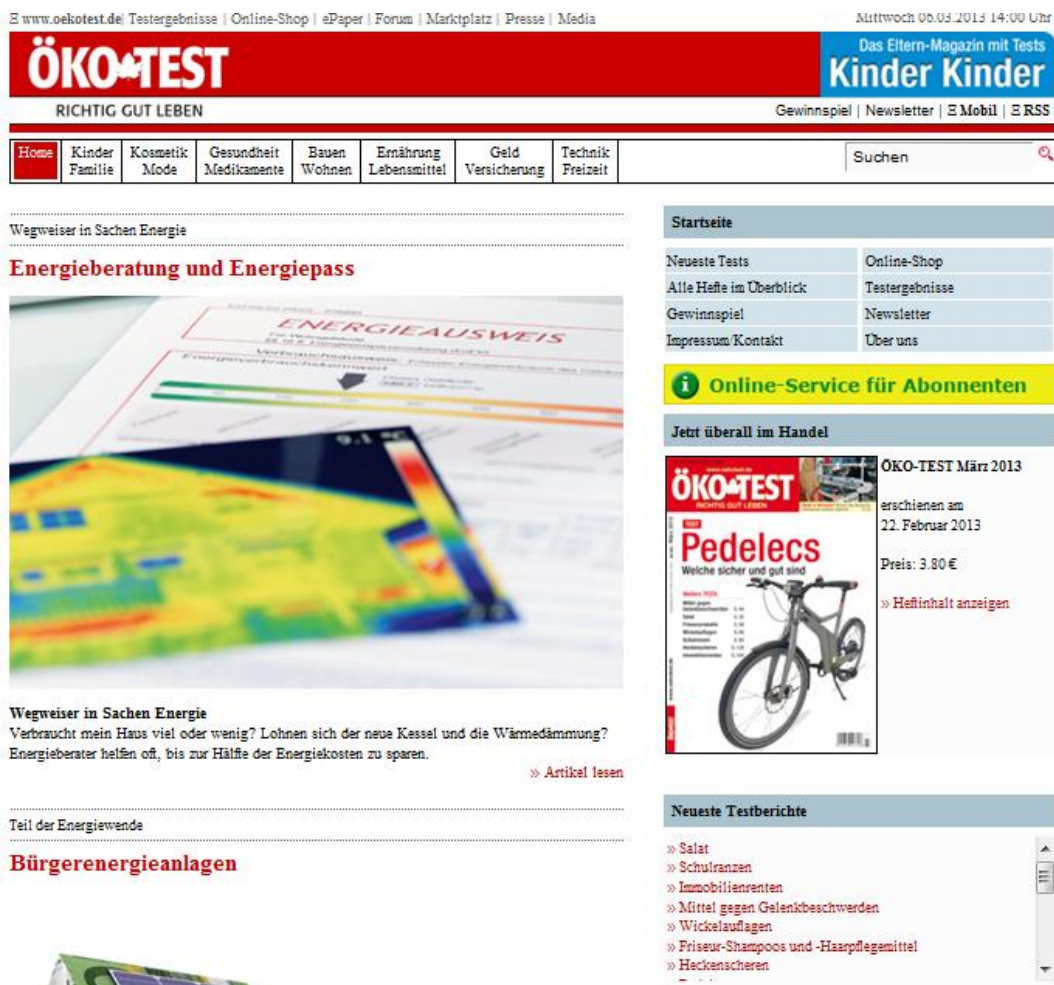 www.oekotest.de| Testergebnisse | Online-Shop | ePaper | Forum | Marktplatz | Presse | Media
Mittwoch 06.03.2013 14:00 Uhr
ÖKO TEST
RICHTIG GUT LEBEN
Das Eltern-Magazin mit Tests
Kinder Kinder
Gewinnspiel | Newsletter | Mobil | RSS
Home
Kinder
Familie
Kosmetik
Mode
Gesundheit
Medikamente
Bauen
Wohnen
Ernährung
Lebensmittel
Geld
Versicherung
Technik
Freizeit
Suchen
Wegweiser in Sachen Energie
Energieberatung und Energiepass
ENERGIEAUSWEIS
Verbrauchsausweis
Energieverbrauchskennwert
Wegweiser in Sachen Energie
Verbraucht mein Haus viel oder wenig? Lohnen sich der neue Kessel und die Wärmedämmung?
Energieberater helfen oft, bis zur Hälfte der Energiekosten zu sparen.
» Artikel lesen
Teil der Energiewende
Bürgerenergieanlagen
Startseite
Neueste Tests
Online-Shop
Alle Hefte im Überblick
Testergebnisse
Gewinnspiel
Newsletter
Impressum/Kontakt
Über uns
Online-Service für Abonnenten
Jetzt überall im Handel
ÖKO-TEST
RICHTIG GUT LEBEN
TEST
Pedelecs
Welche sicher und gut sind
ÖKO-TEST März 2013
erschienen am
22. Februar 2013
Preis: 3.80 €
» Heftinhalt anzeigen
Neueste Testberichte
» Salat
» Schulranzen
» Immobilienrenten
» Mittel gegen Gelenkbeschwerden
» Wickelauflagen
» Friseur-Shampoos und -Haarpflegemittel
» Heckenscheren